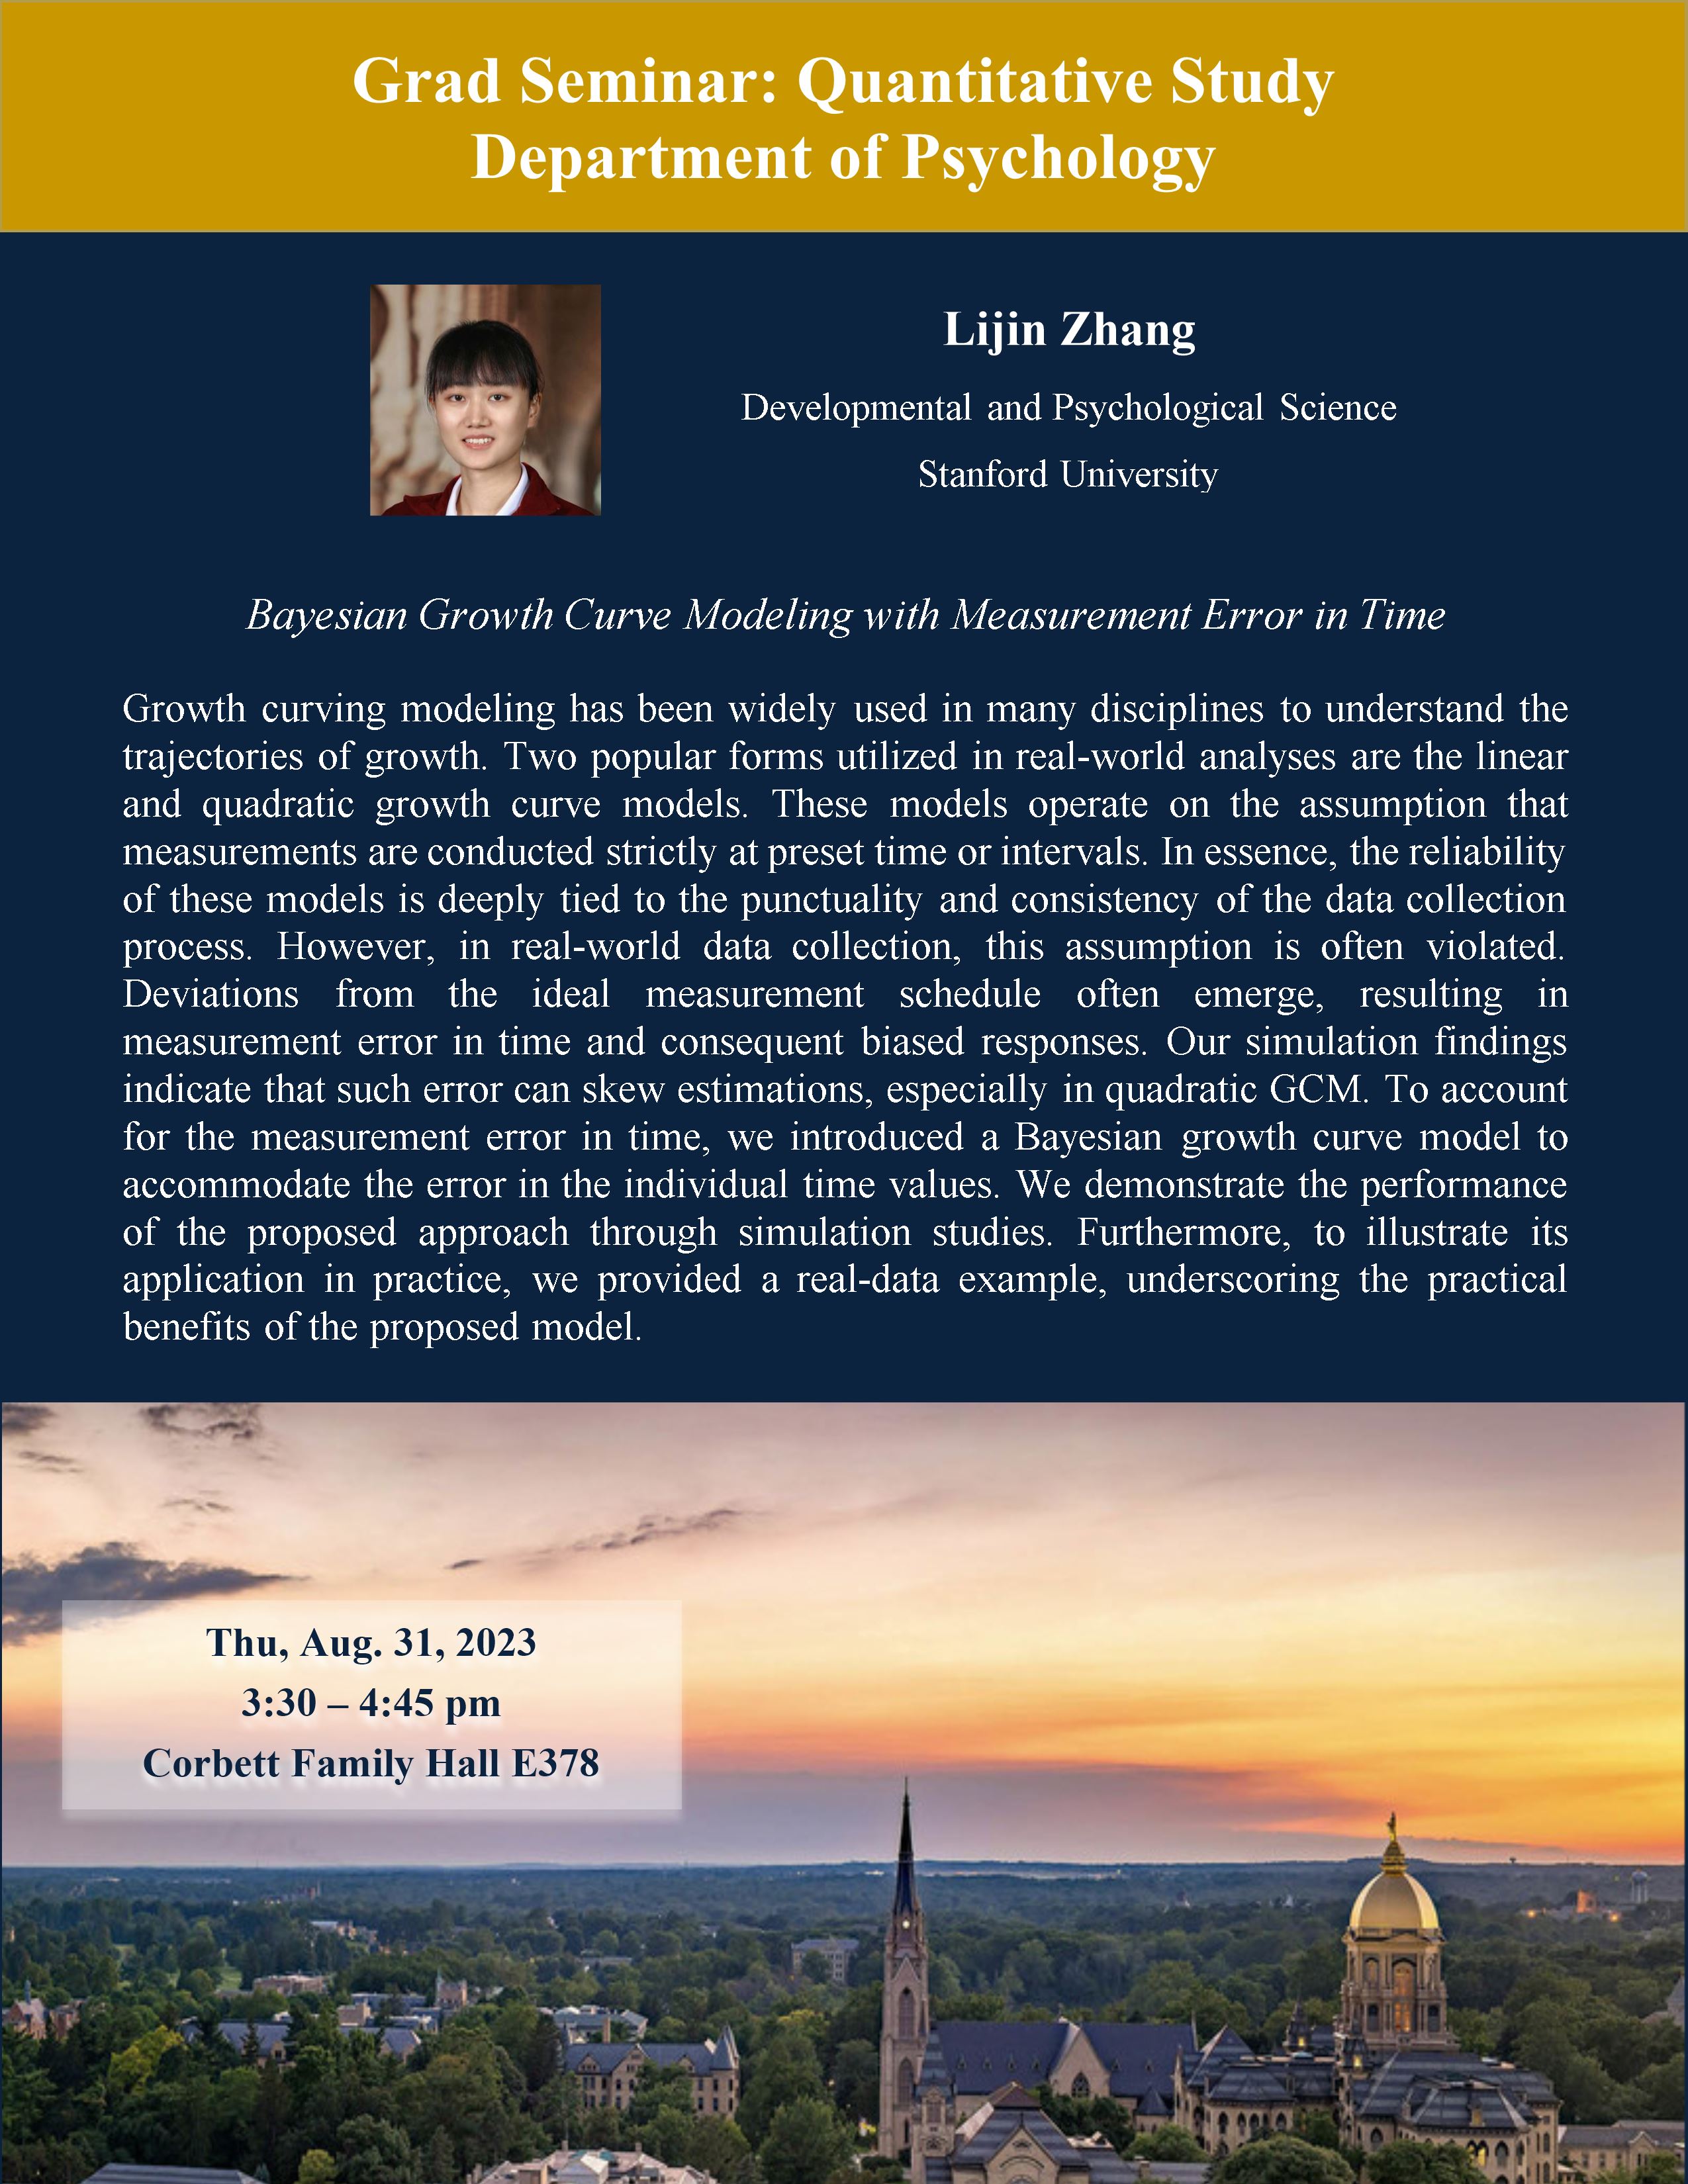 Grad Seminar: Quantitative Study
Department of Psychology
Lijin Zhang
Developmental and Psychological Science
Stanford University
Bayesian Growth Curve Modeling with Measurement Error in Time
Growth curving modeling has been widely used in many disciplines to understand the
trajectories of growth. Two popular forms utilized in real-world analyses are the linear
and quadratic growth curve models. These models operate on the assumption that
measurements are conducted strictly at preset time or intervals. In essence, the reliability
of these models is deeply tied to the punctuality and consistency of the data collection
process. However, in real-world data collection, this assumption is often violated.
Deviations from the ideal measurement schedule often emerge, resulting in
measurement error in time and consequent biased responses. Our simulation findings
indicate that such error can skew estimations, especially in quadratic GCM. To account
for the measurement error in time, we introduced a Bayesian growth curve model to
accommodate the error in the individual time values. We demonstrate the performance
of the proposed approach through simulation studies. Furthermore, to illustrate its
application in practice, we provided a real-data example, underscoring the practical
benefits of the proposed model.
Thu, Aug. 31, 2023
3:30 – 4:45 pm
Corbett Family Hall E378